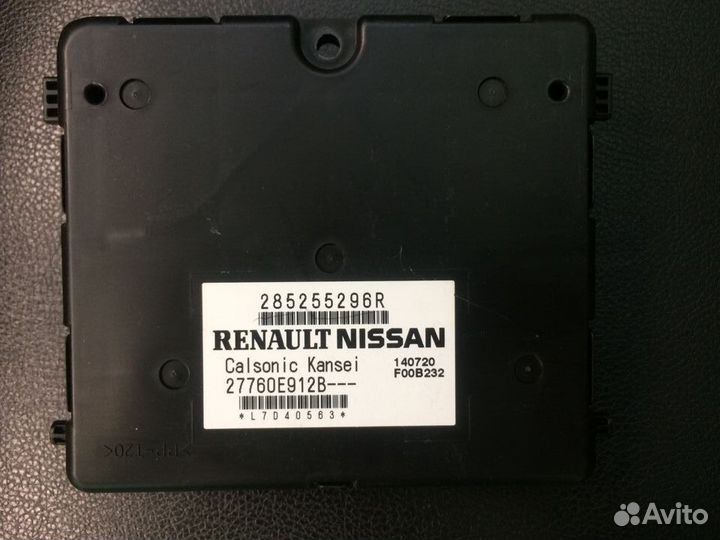 285255296R
RENAULT NISSAN
Calsonic Kansei 140720
27760E912B--- F00B232
*L7D40563*
Avito